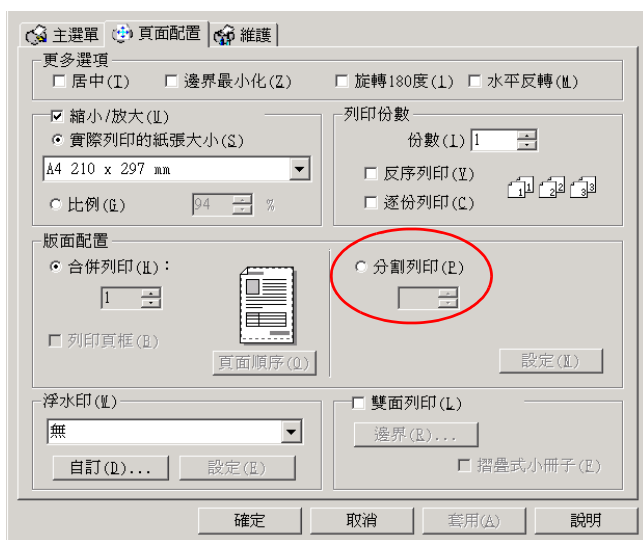 主選單 頁面配置 維護
更多選項
居中(T) 邊界最小化(Z) 旋轉180度(1) 水平反轉(M)
縮小/放大(U)
實際列印的紙張大小(S)
A4 210 x 297 mm
比例(G) 94 %
列印份數
份數(I) 1
反序列印(V)
逐份列印(C)
1 1 2 2 3 3
版面配置
合併列印(H):
1
列印頁框(B)
頁面順序(O)
分割列印(P)
設定(N)
浮水印(W)
無
自訂(D)... 設定(E)
雙面列印(L)
邊界(R)...
摺疊式小冊子(F)
確定 取消 套用(A) 說明